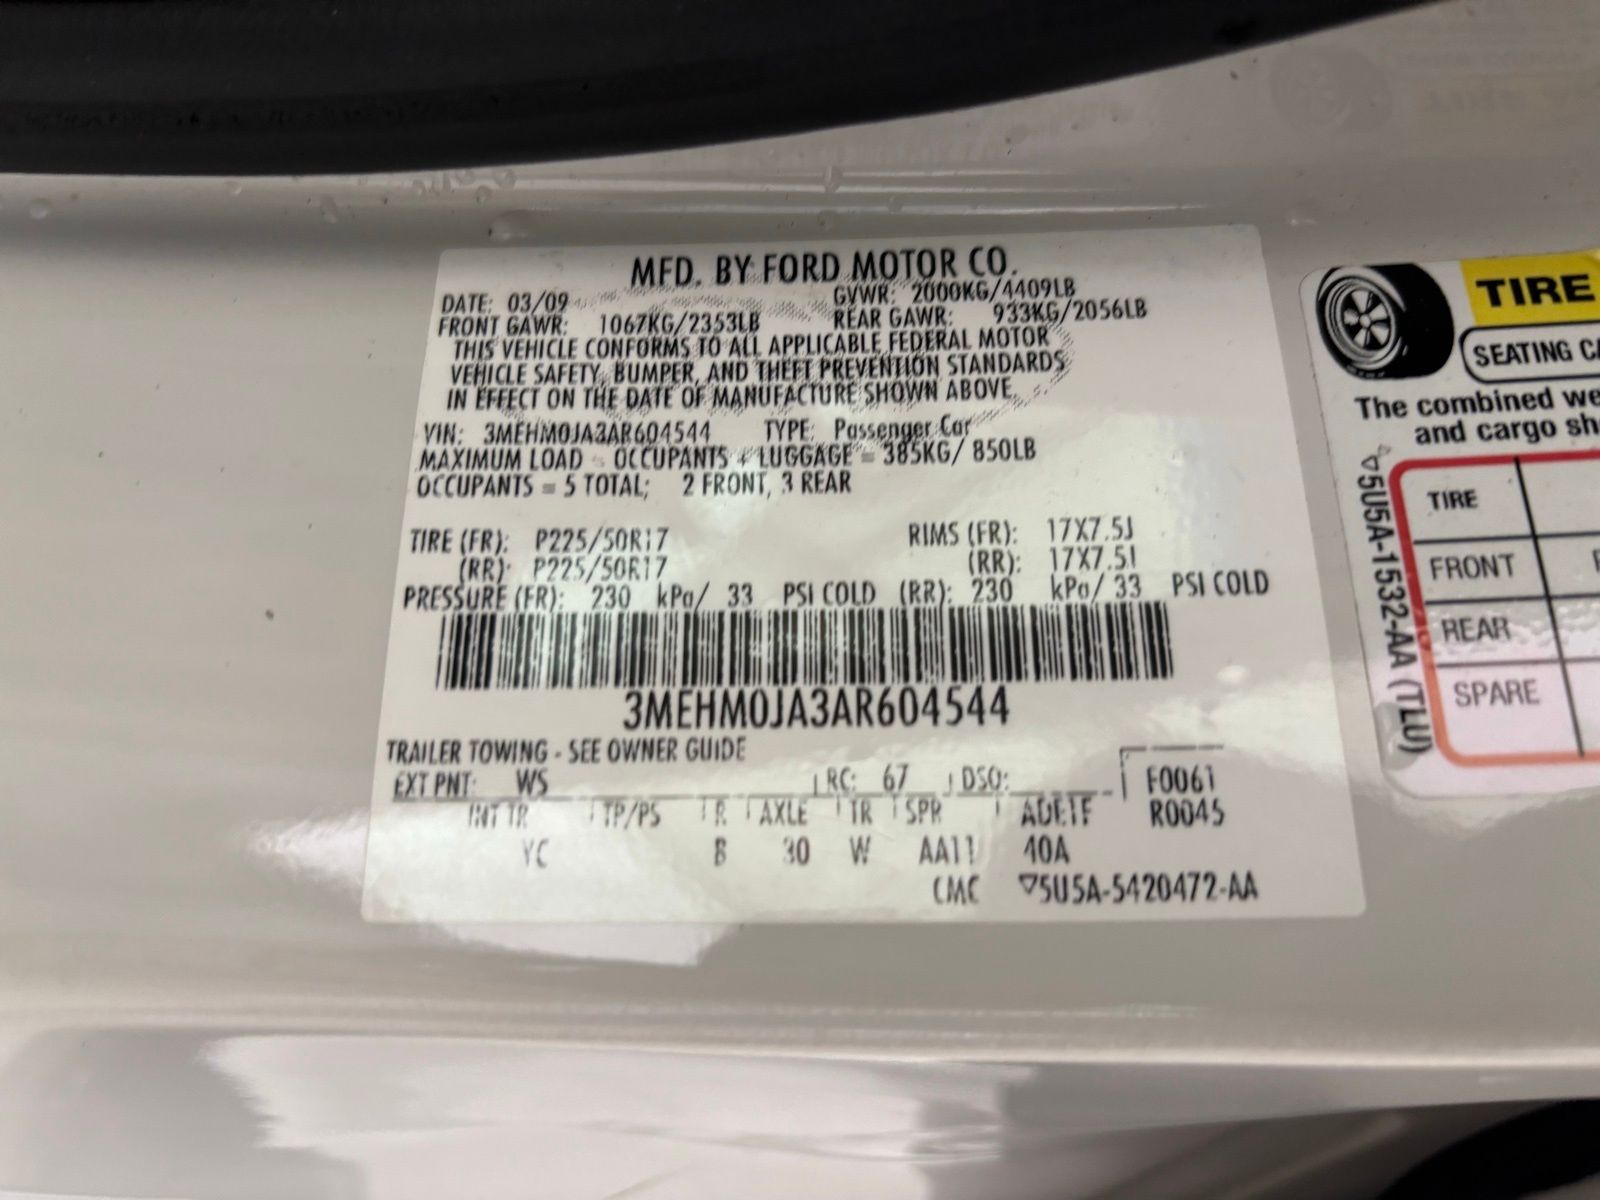 MFD. BY FORD MOTOR CO.
DATE: 03/09 GVWR: 2000KG/4409LB
FRONT GAWR: 1067KG/2353LB REAR GAWR: 933KG/2056LB
THIS VEHICLE CONFORMS TO ALL APPLICABLE FEDERAL MOTOR
VEHICLE SAFETY, BUMPER, AND THEFT PREVENTION STANDARDS
IN EFFECT ON THE DATE OF MANUFACTURE SHOWN ABOVE.
VIN: 3MEHM0JA3AR604544 TYPE: Passenger Car
MAXIMUM LOAD = OCCUPANTS + LUGGAGE = 385KG/ 850LB
OCCUPANTS = 5 TOTAL; 2 FRONT, 3 REAR
TIRE (FR): P225/50R17 RIMS (FR): 17X7.5J
(RR): P225/50R17 (RR): 17X7.5J
PRESSURE (FR): 230 kPa/ 33 PSI COLD (RR): 230 kPa/ 33 PSI COLD
3MEHM0JA3AR604544
TRAILER TOWING - SEE OWNER GUIDE
EXT PNT: WS RC: 67 DSO: F0061
INT TR TP/PS R AXLE TR SPR R0045
YC B 30 W AA11 40A
CMC ▽5U5A-5420472-AA
TIRE
SEATING
The combined
and cargo
▽5U5A-1532-AA (TLU)
TIRE
FRONT
REAR
SPARE